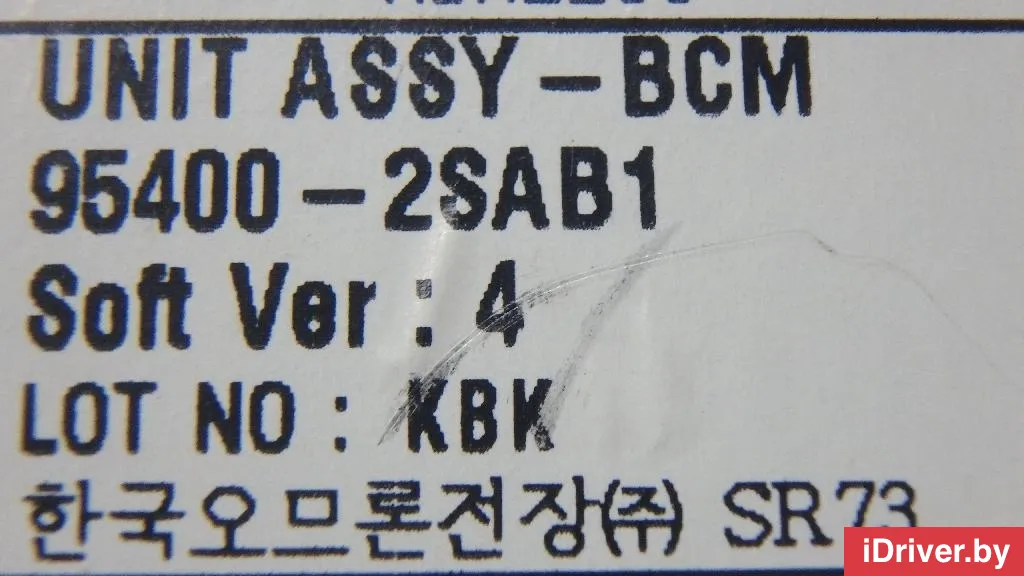 UNIT ASSY-BCM
95400-2SAB1
Soft Ver : 4
LOT NO : KBK
한국오므론전장(주) SR73
iDriver.by